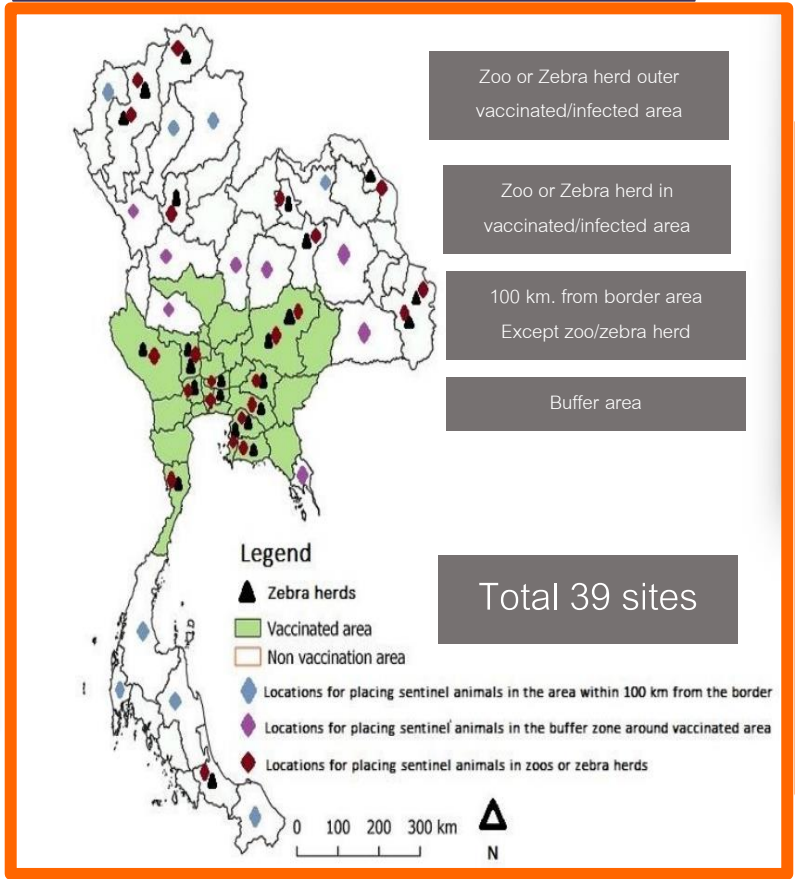 Zoo or Zebra herd outer
vaccinated/infected area
Zoo or Zebra herd in
vaccinated/infected area
100 km. from border area
Except zoo/zebra herd
Buffer area
Total 39 sites
Legend
Zebra herds
Vaccinated area
Non vaccination area
Locations for placing sentinel animals in the area within 100 km from the border
Locations for placing sentinel animals in the buffer zone around vaccinated area
Locations for placing sentinel animals in zoos or zebra herds
0 100 200 300 km
N